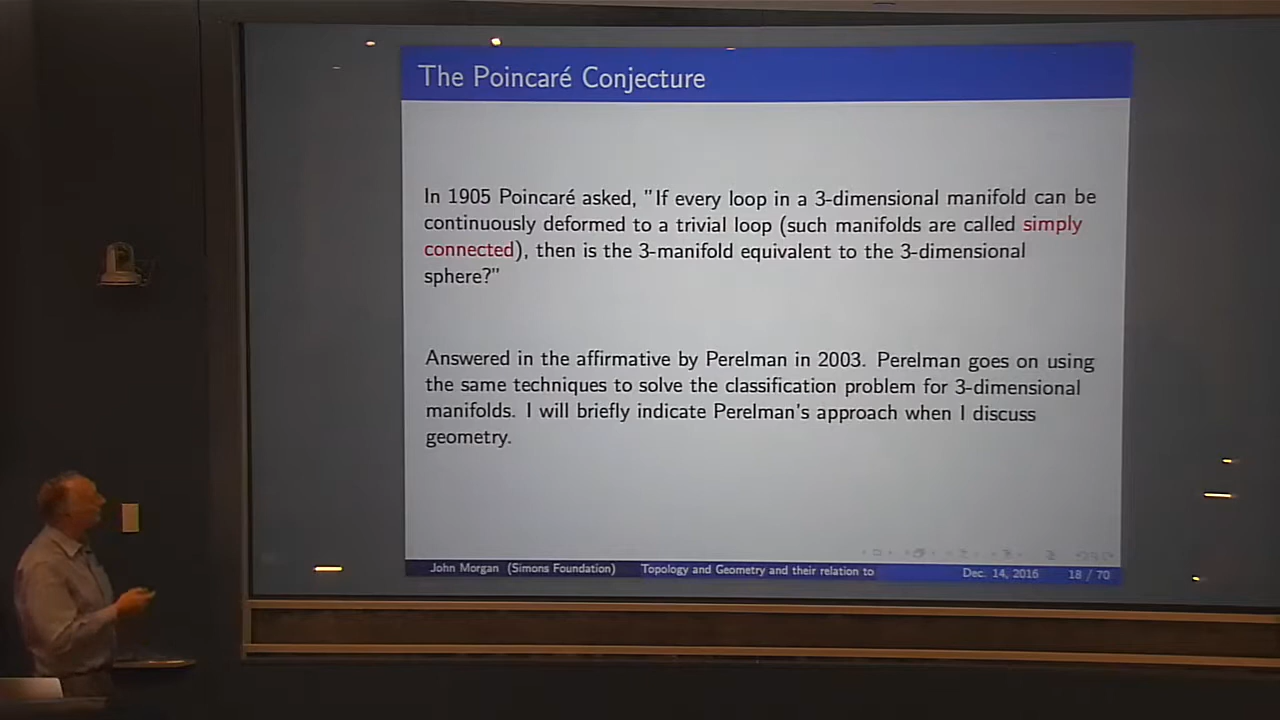 The Poincaré Conjecture
In 1905 Poincaré asked, "If every loop in a 3-dimensional manifold can be
continuously deformed to a trivial loop (such manifolds are called simply
connected), then is the 3-manifold equivalent to the 3-dimensional
sphere?"
Answered in the affirmative by Perelman in 2003. Perelman goes on using
the same techniques to solve the classification problem for 3-dimensional
manifolds. I will briefly indicate Perelman's approach when I discuss
geometry.
John Morgan (Simons Foundation) Topology and Geometry and their relation to Dec. 14, 2016 18 / 70